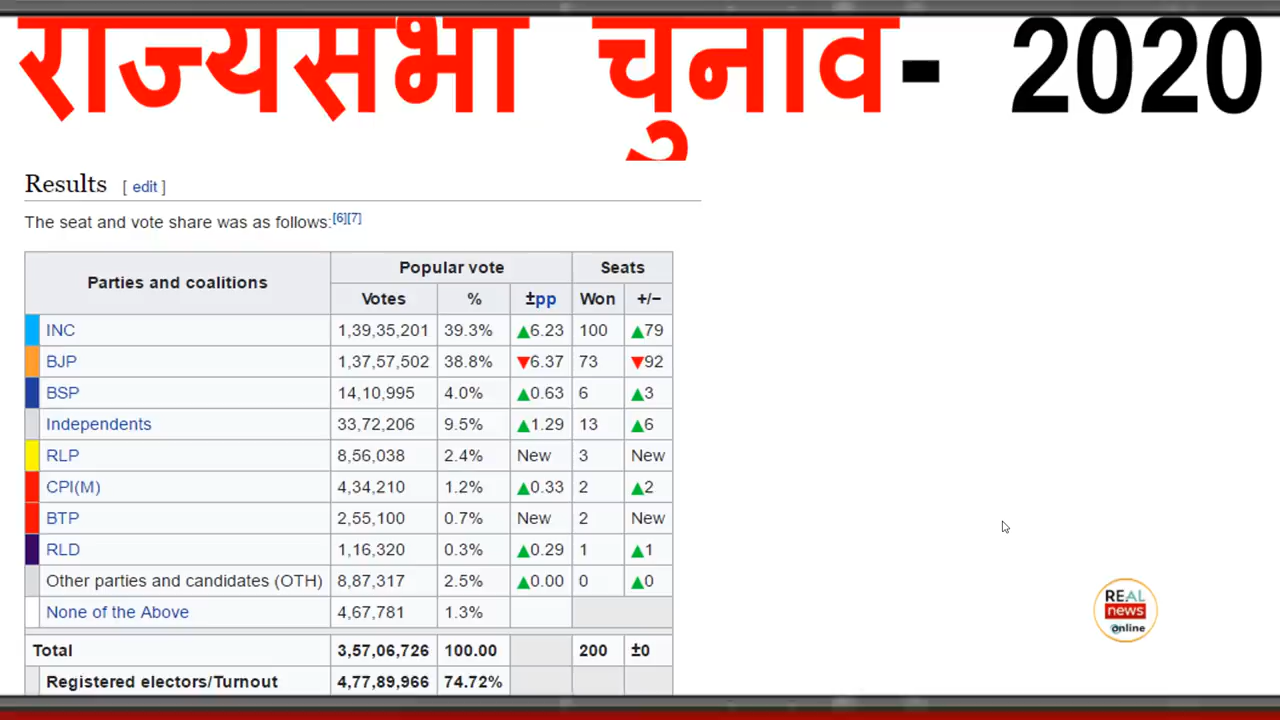 राज्यसभा चुनाव- 2020
Results [ edit ]
The seat and vote share was as follows:[6][7]
Parties and coalitions Popular vote Seats
Votes % ±pp Won +/−
INC 1,39,35,201 39.3% ▲6.23 100 ▲79
BJP 1,37,57,502 38.8% ▼6.37 73 ▼92
BSP 14,10,995 4.0% ▲0.63 6 ▲3
Independents 33,72,206 9.5% ▲1.29 13 ▲6
RLP 8,56,038 2.4% New 3 New
CPI(M) 4,34,210 1.2% ▲0.33 2 ▲2
BTP 2,55,100 0.7% New 2 New
RLD 1,16,320 0.3% ▲0.29 1 ▲1
Other parties and candidates (OTH) 8,87,317 2.5% ▲0.00 0 ▲0
None of the Above 4,67,781 1.3%
Total 3,57,06,726 100.00 200 ±0
Registered electors/Turnout 4,77,89,966 74.72%
REAL
news
online